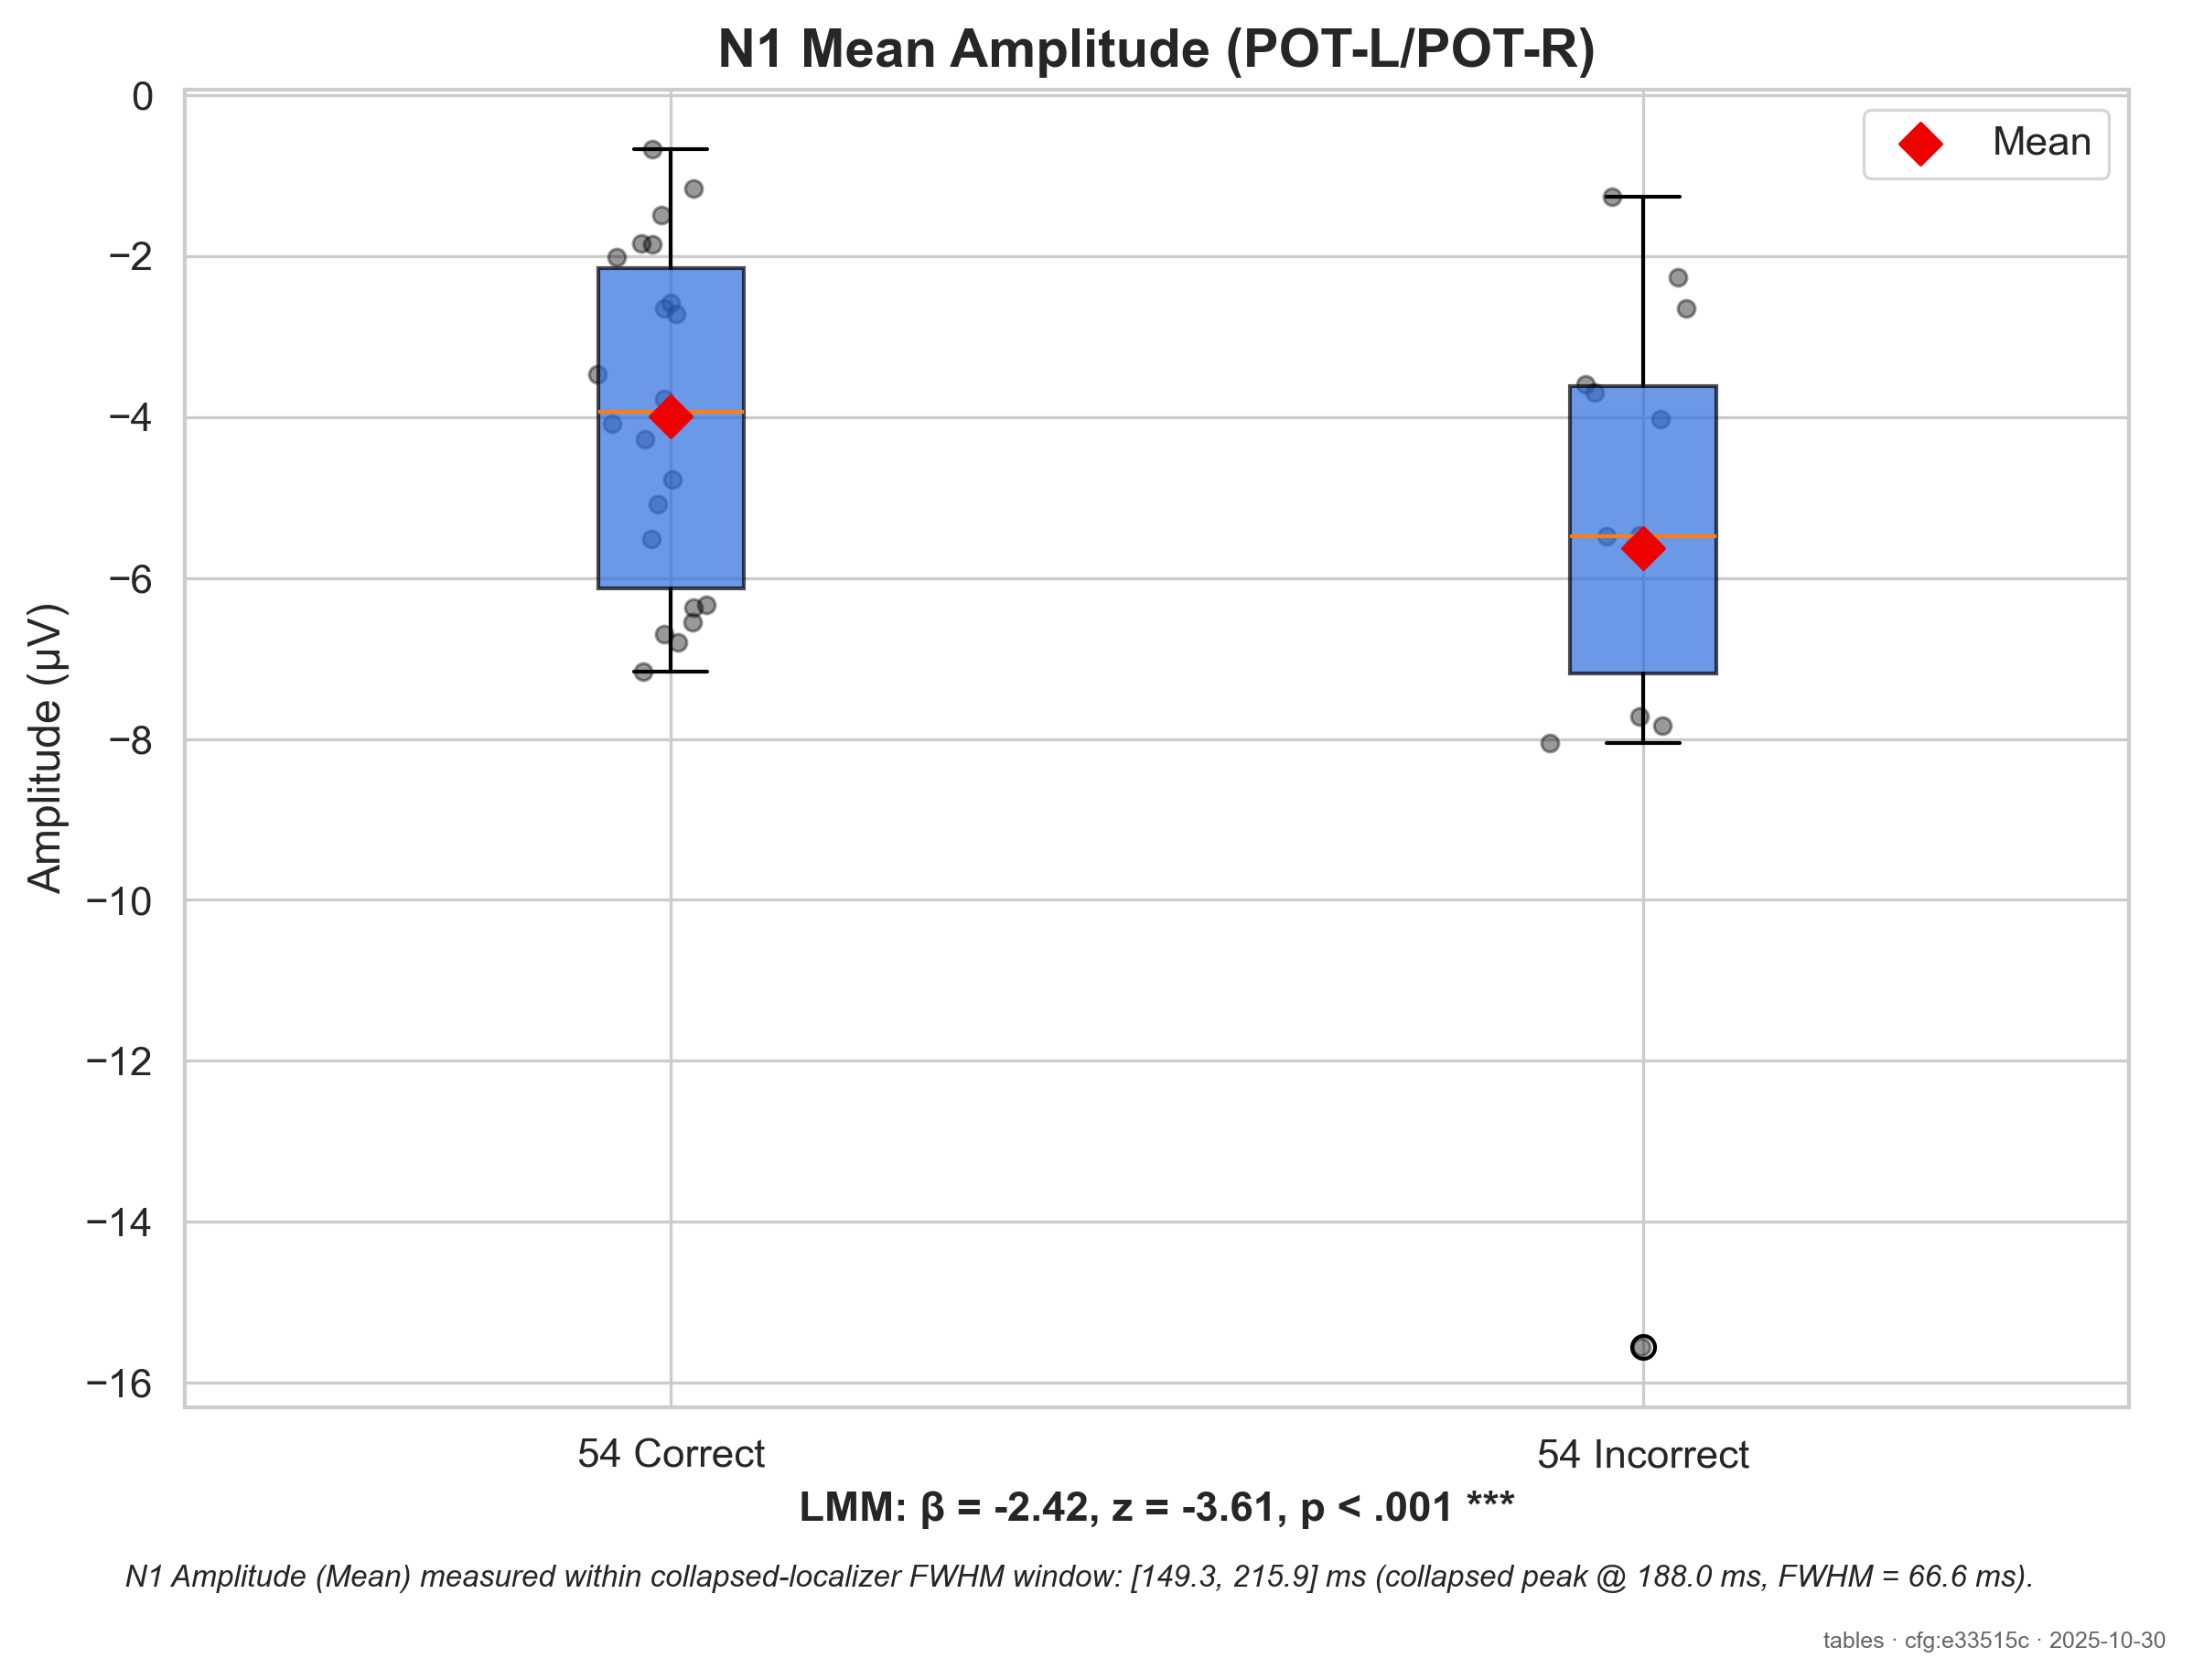 N1 Mean Amplitude (POT-L/POT-R)
Mean
0
−2
−4
−6
−8
−10
−12
−14
−16
Amplitude (µV)
54 Correct
54 Incorrect
LMM: β = -2.42, z = -3.61, p < .001 ***
N1 Amplitude (Mean) measured within collapsed-localizer FWHM window: [149.3, 215.9] ms (collapsed peak @ 188.0 ms, FWHM = 66.6 ms).
tables · cfg:e33515c · 2025-10-30